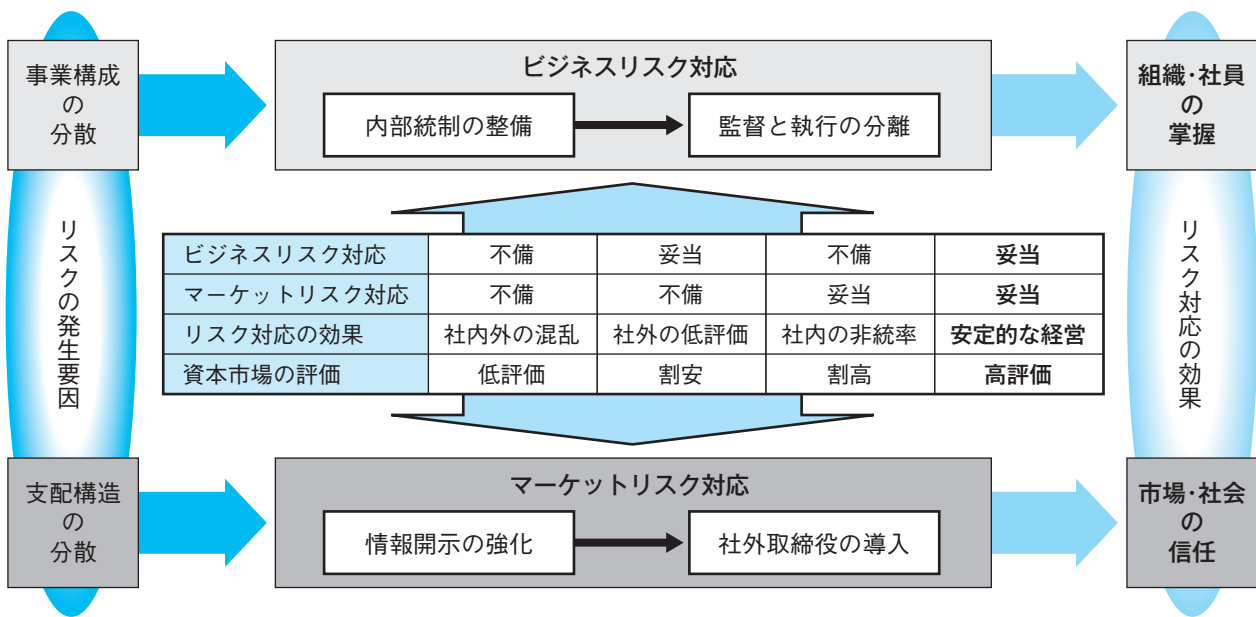 事業構成
の
分散
ビジネスリスク対応
内部統制の整備
監督と執行の分離
組織・社員
の
掌握
リスクの発生要因
ビジネスリスク対応 不備 妥当 不備 妥当
マーケットリスク対応 不備 不備 妥当 妥当
リスク対応の効果 社内外の混乱 社外の低評価 社内の非統率 安定的な経営
資本市場の評価 低評価 割安 割高 高評価
リスク対応の効果
支配構造
の
分散
マーケットリスク対応
情報開示の強化
社外取締役の導入
市場・社会
の
信任